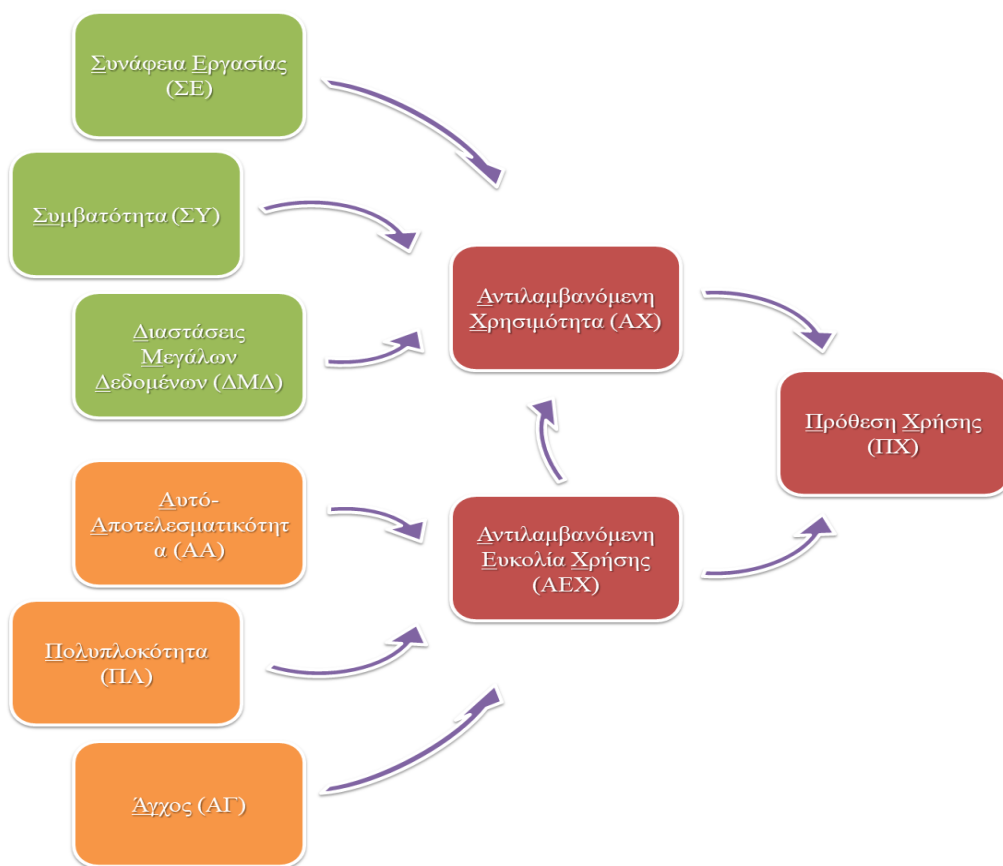 Συνάφεια Εργασίας
(ΣΕ)
Συμβατότητα (ΣΥ)
Διαστάσεις
Μεγάλων
Δεδομένων (ΔΜΔ)
Αυτό-
Αποτελεσματικότητ
α (ΑΑ)
Πολυπλοκότητα
(ΠΛ)
Άγχος (ΑΓ)
Αντιλαμβανόμενη
Χρησιμότητα (ΑΧ)
Αντιλαμβανόμενη
Ευκολία Χρήσης
(ΑΕΧ)
Πρόθεση Χρήσης
(ΠΧ)